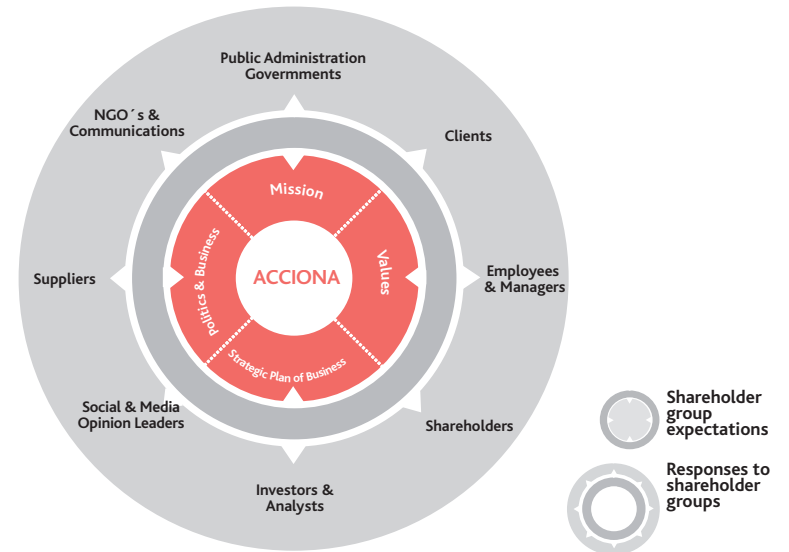 Public Administration
Govermments
NGO´s &
Communications
Clients
Mission
Politics & Business
Values
ACCIONA
Suppliers
Employees
& Managers
Strategic Plan of Business
Social & Media
Opinion Leaders
Shareholders
Investors &
Analysts
Shareholder
group
expectations
Responses to
shareholder
groups